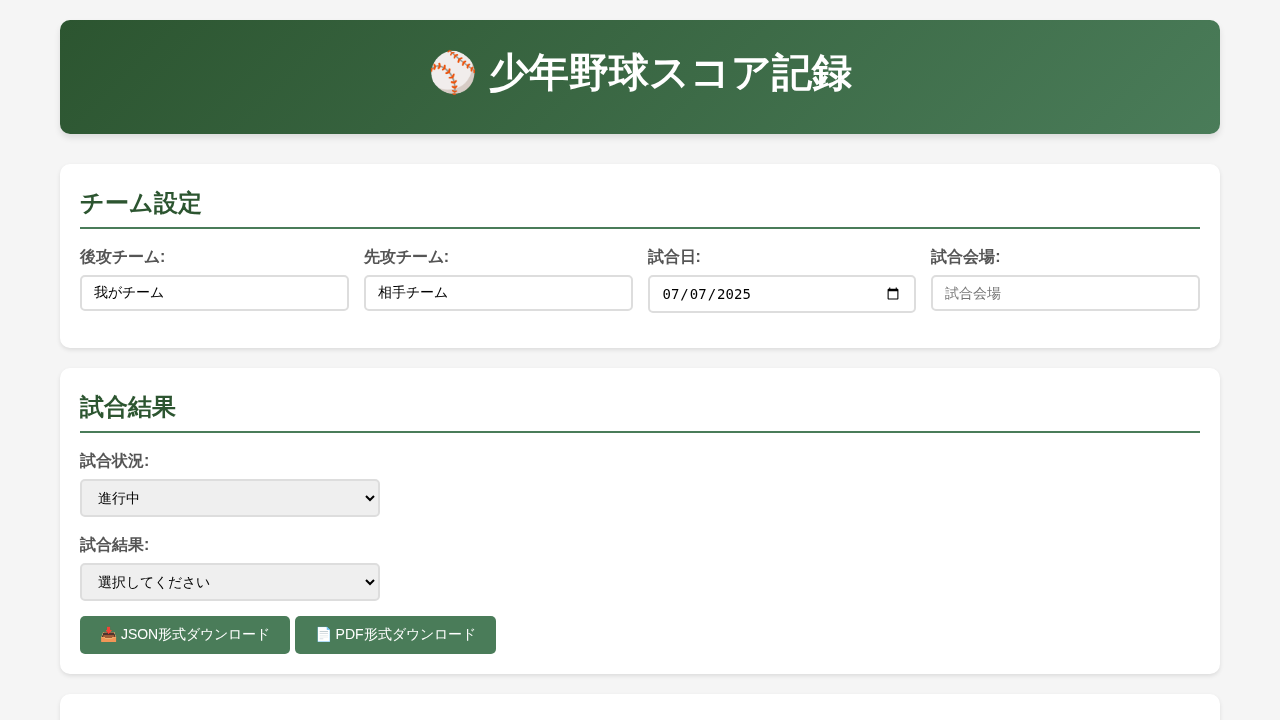 ⚾ 少年野球スコア記録
チーム設定
後攻チーム: 先攻チーム: 試合日: 試合会場:
我がチーム 相手チーム 07/07/2025 試合会場
試合結果
試合状況:
進行中
試合結果:
選択してください
📥 JSON形式ダウンロード 📄 PDF形式ダウンロード